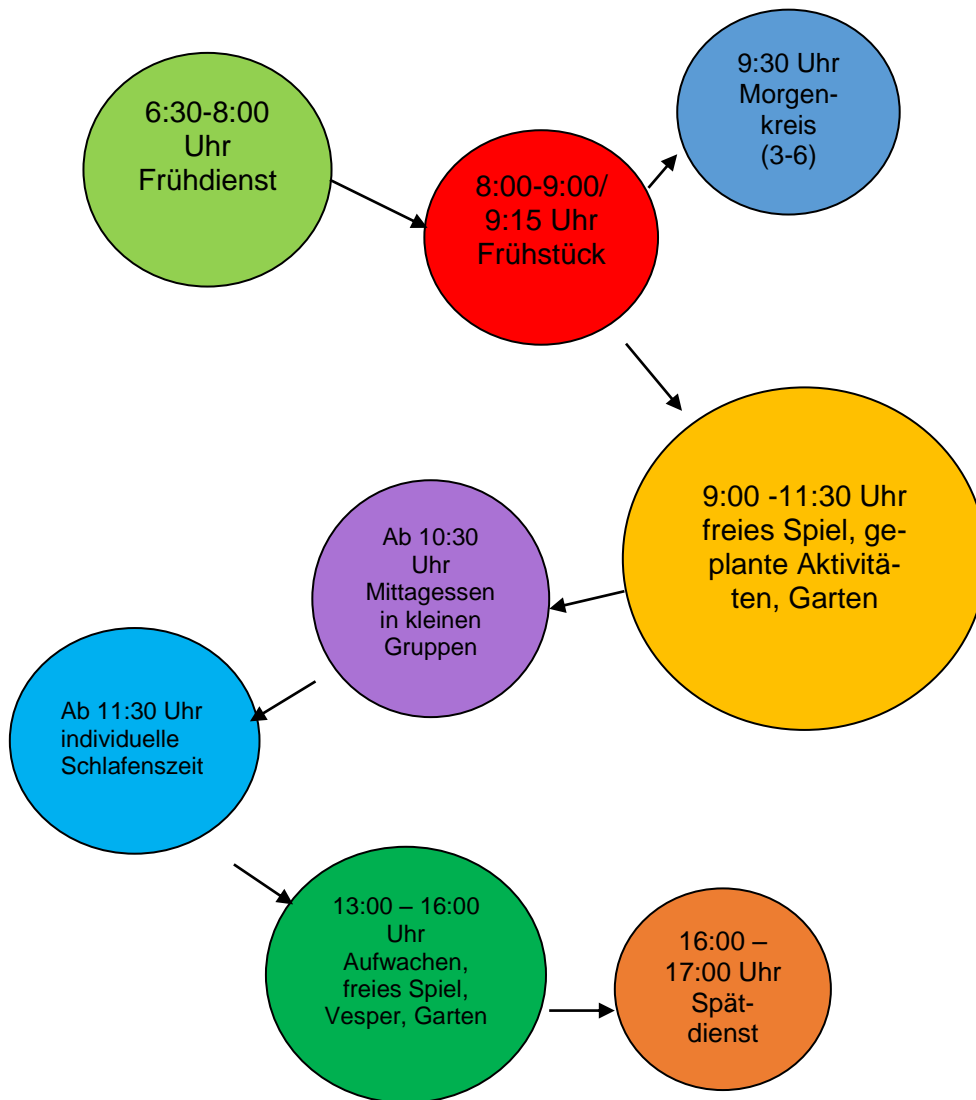 6:30-8:00
Uhr
Frühdienst
8:00-9:00/
9:15 Uhr
Frühstück
9:30 Uhr
Morgen-
kreis
(3-6)
9:00 -11:30 Uhr
freies Spiel, ge-
plante Aktivitä-
ten, Garten
Ab 10:30
Uhr
Mittagessen
in kleinen
Gruppen
Ab 11:30 Uhr
individuelle
Schlafenszeit
13:00 – 16:00
Uhr
Aufwachen,
freies Spiel,
Vesper, Garten
16:00 –
17:00 Uhr
Spät-
dienst